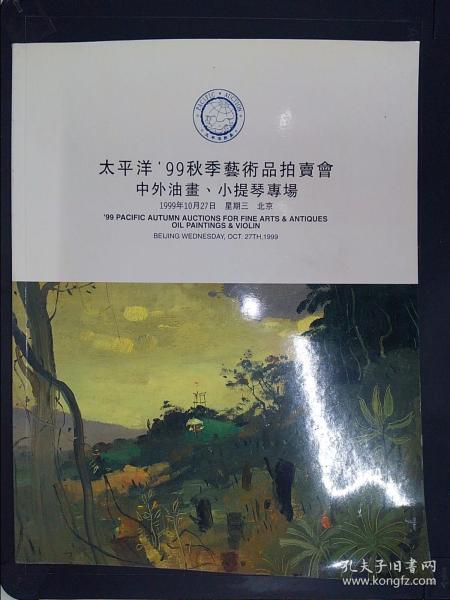 PACIFIC AUCTION
太平洋'99秋季藝術品拍賣會
中外油畫、小提琴專場
1999年10月27日 星期三 北京
'99 PACIFIC AUTUMN AUCTIONS FOR FINE ARTS & ANTIQUES
OIL PAINTINGS & VIOLIN
BEIJING WEDNESDAY, OCT. 27TH,1999
孔夫子旧书网
www.kongfz.com